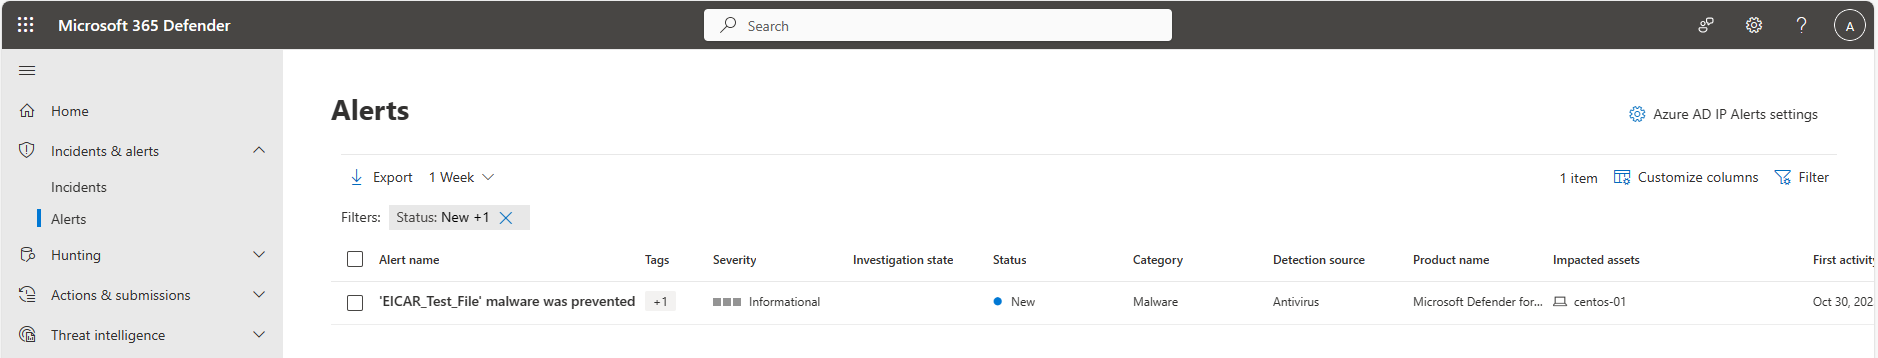 Microsoft 365 Defender
Search
?
A
Home
Incidents & alerts
Incidents
Alerts
Hunting
Actions & submissions
Threat intelligence
Alerts
Azure AD IP Alerts settings
Export 1 Week
1 item Customize columns Filter
Filters: Status: New +1
Alert name Tags Severity Investigation state Status Category Detection source Product name Impacted assets First activity
'EICAR_Test_File' malware was prevented +1 Informational New Malware Antivirus Microsoft Defender for... centos-01 Oct 30, 202